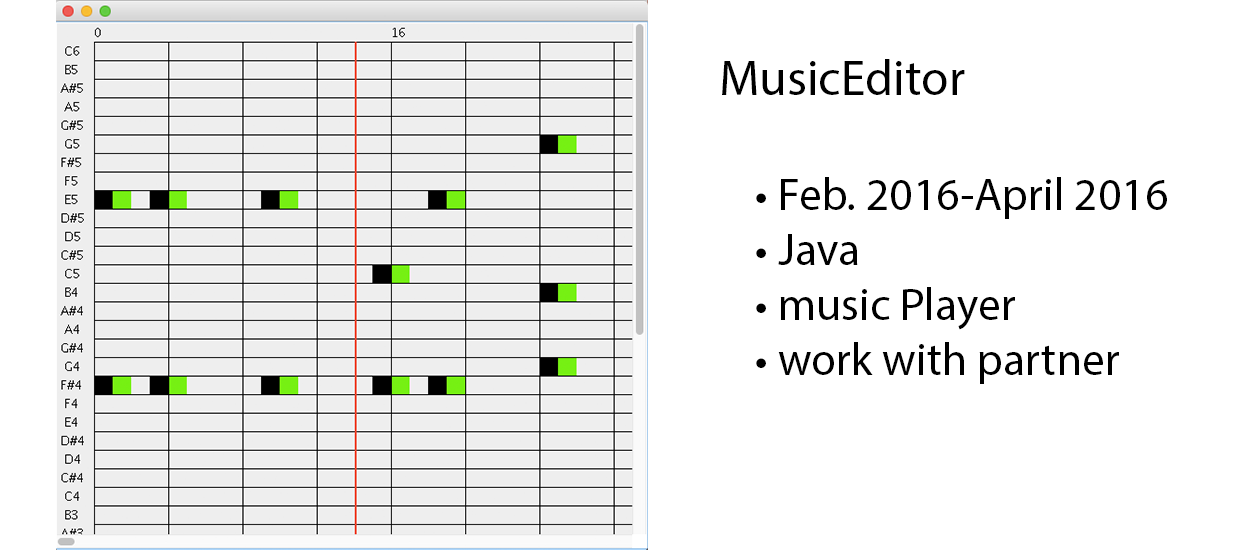 0 16
C6
B5
A#5
A5
G#5
G5
F#5
F5
E5
D#5
D5
C#5
C5
B4
A#4
A4
G#4
G4
F#4
F4
E4
D#4
D4
C#4
C4
B3
A#3
MusicEditor
• Feb. 2016-April 2016
• Java
• music Player
• work with partner